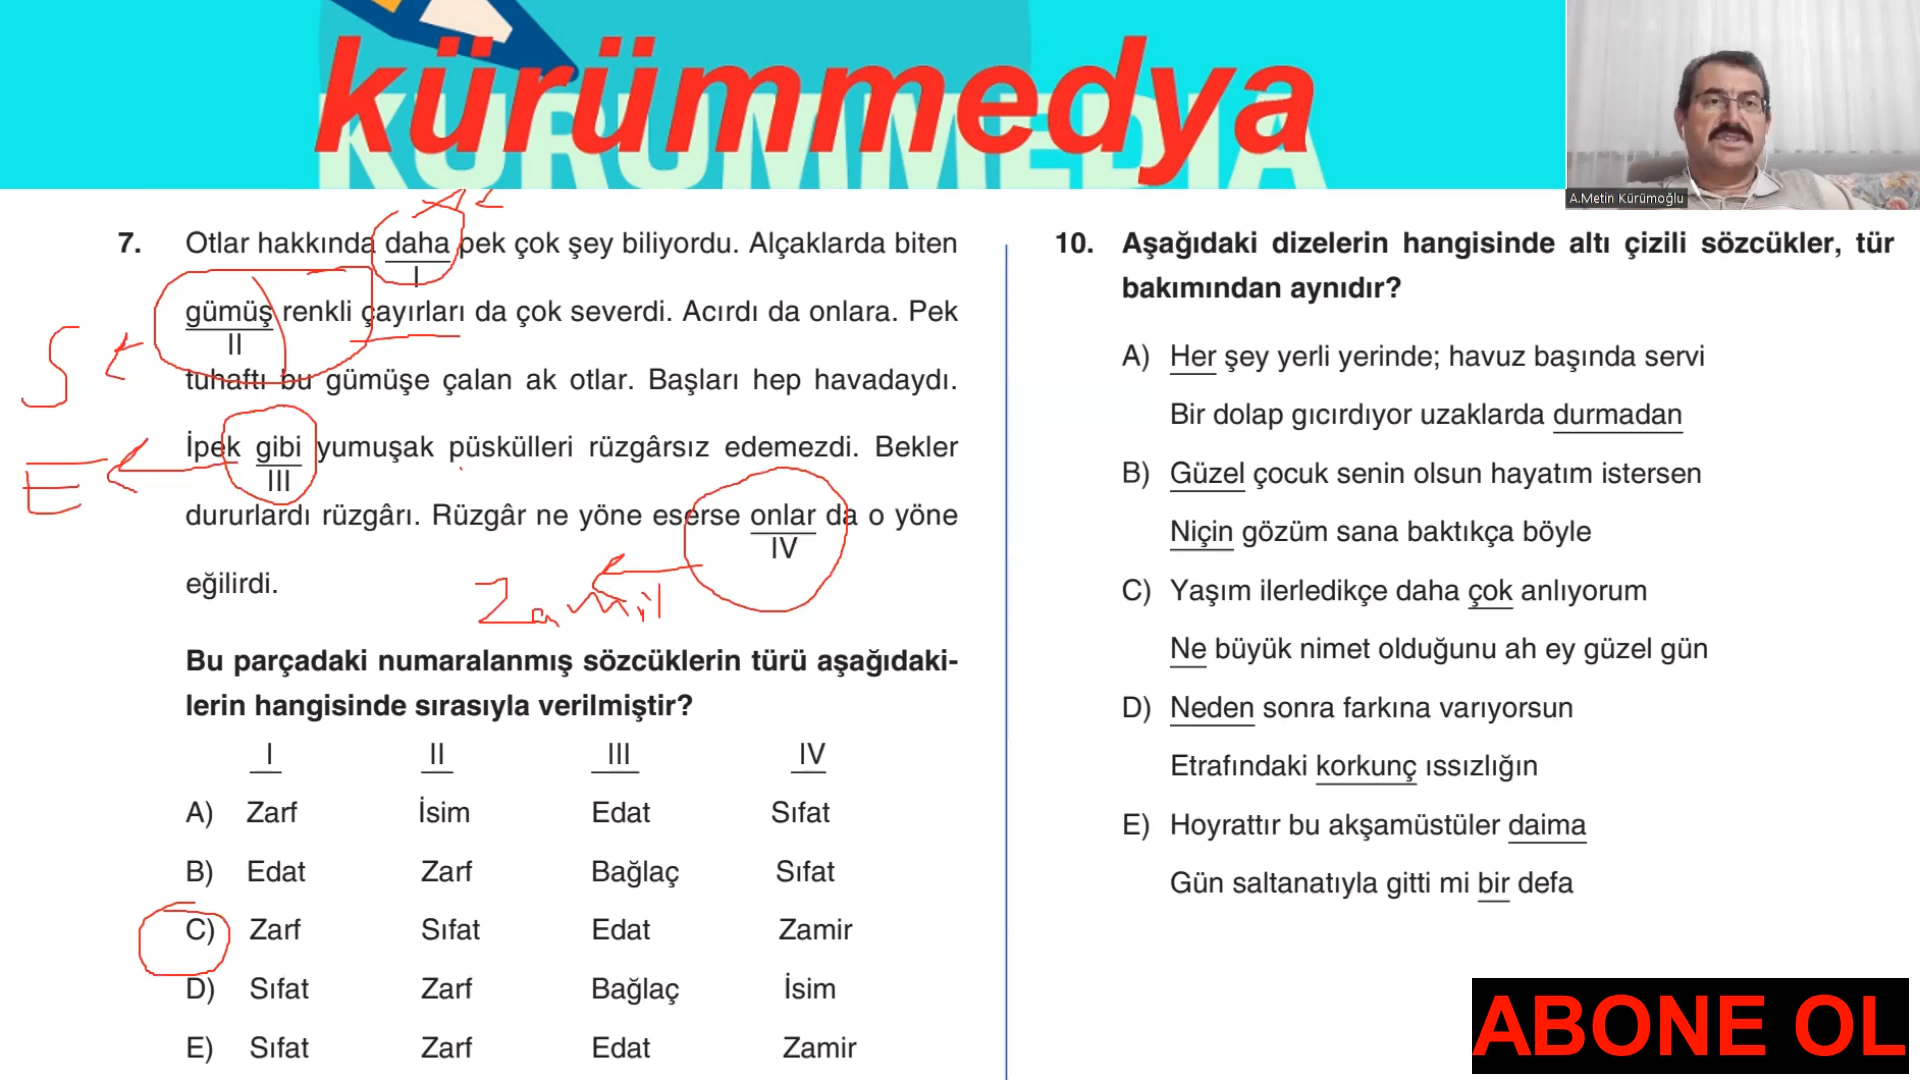 kürümmedya
KURUMMEDIA
A.Metin Kürümoğlu
7. Otlar hakkında daha pek çok şey biliyordu. Alçaklarda biten
I
gümüş renkli çayırları da çok severdi. Acırdı da onlara. Pek
II
tuhaftı bu gümüşe çalan ak otlar. Başları hep havadaydı.
İpek gibi yumuşak püskülleri rüzgârsız edemezdi. Bekler
III
dururlardı rüzgârı. Rüzgâr ne yöne eserse onlar da o yöne
IV
eğilirdi.
S
E
Zamir
Bu parçadaki numaralanmış sözcüklerin türü aşağıdaki-
lerin hangisinde sırasıyla verilmiştir?
I II III IV
A) Zarf İsim Edat Sıfat
B) Edat Zarf Bağlaç Sıfat
C) Zarf Sıfat Edat Zamir
D) Sıfat Zarf Bağlaç İsim
E) Sıfat Zarf Edat Zamir
10. Aşağıdaki dizelerin hangisinde altı çizili sözcükler, tür
bakımından aynıdır?
A) Her şey yerli yerinde; havuz başında servi
Bir dolap gıcırdıyor uzaklarda durmadan
B) Güzel çocuk senin olsun hayatım istersen
Niçin gözüm sana baktıkça böyle
C) Yaşım ilerledikçe daha çok anlıyorum
Ne büyük nimet olduğunu ah ey güzel gün
D) Neden sonra farkına varıyorsun
Etrafındaki korkunç ıssızlığın
E) Hoyrattır bu akşamüstüler daima
Gün saltanatıyla gitti mi bir defa
ABONE OL